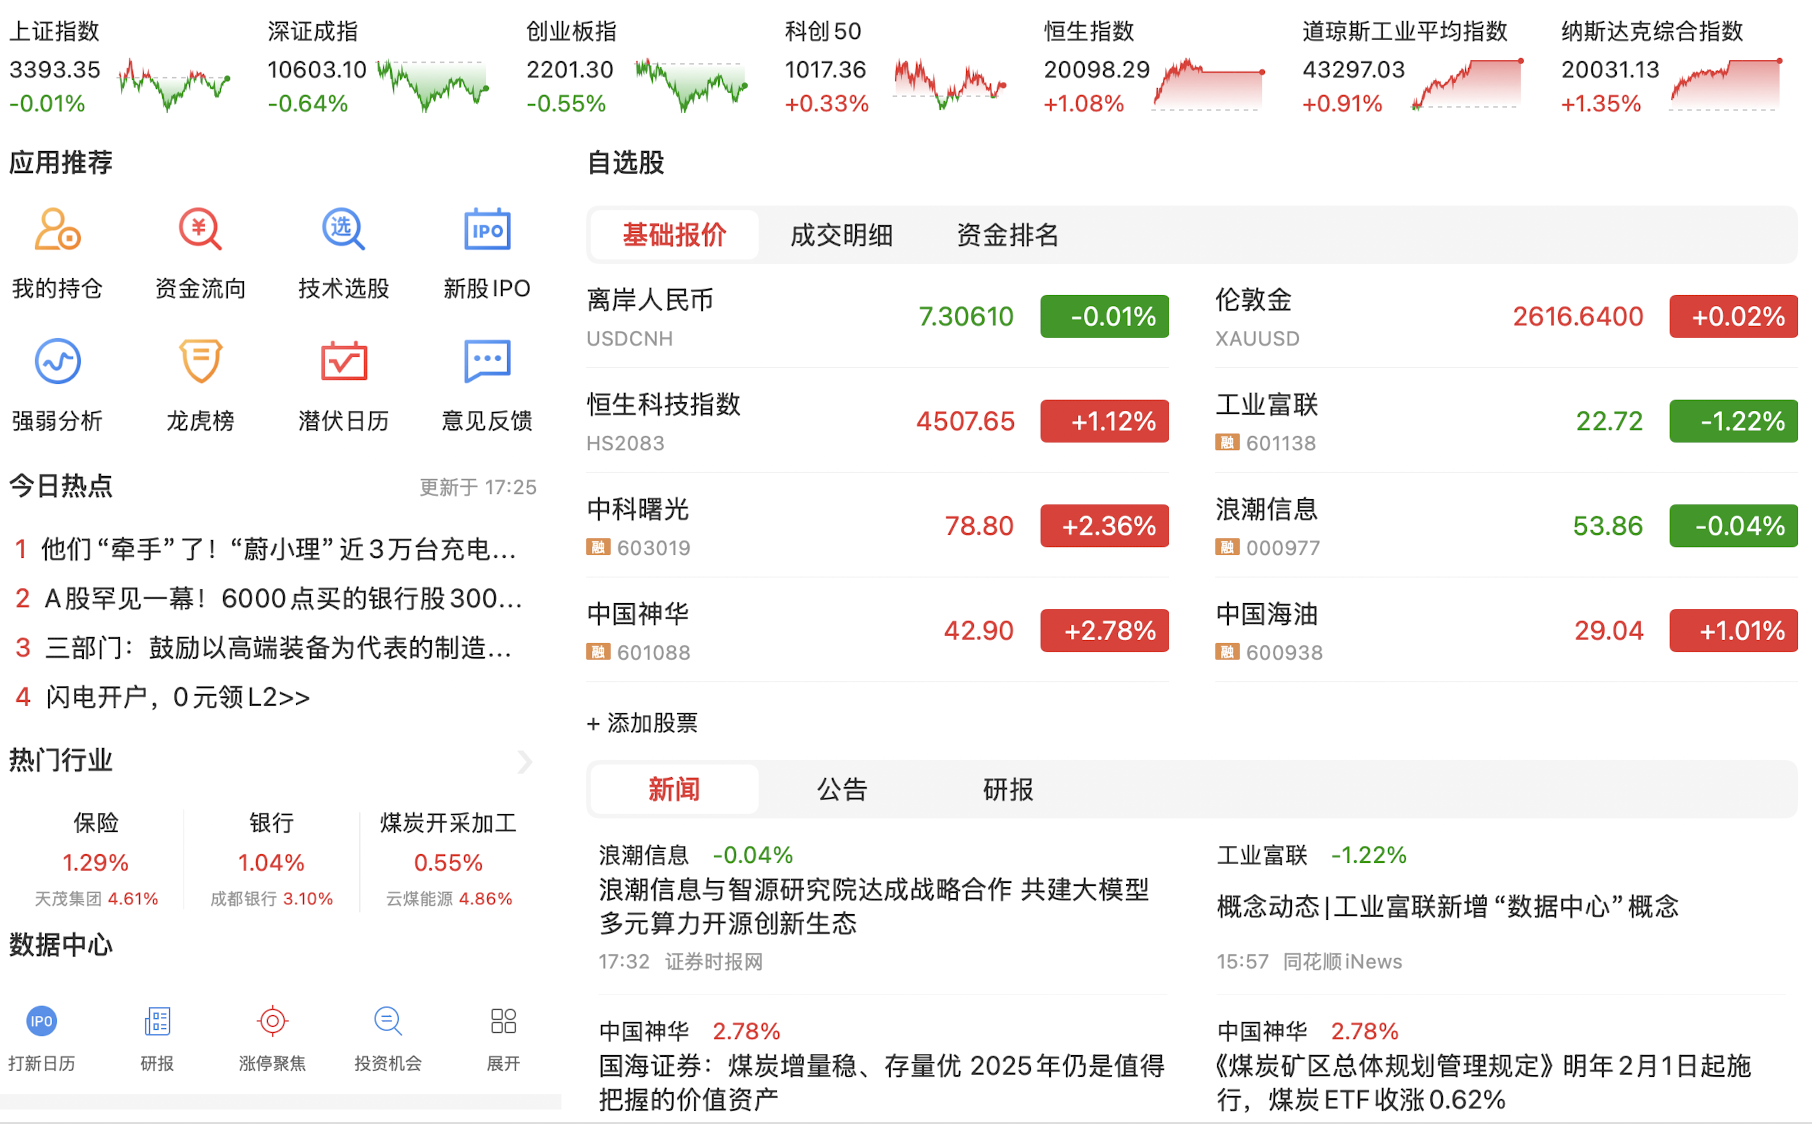 上证指数
3393.35
-0.01%
深证成指
10603.10
-0.64%
创业板指
2201.30
-0.55%
科创50
1017.36
+0.33%
恒生指数
20098.29
+1.08%
道琼斯工业平均指数
43297.03
+0.91%
纳斯达克综合指数
20031.13
+1.35%
应用推荐
我的持仓
¥
资金流向
选
技术选股
IPO
新股IPO
强弱分析
龙虎榜
潜伏日历
意见反馈
今日热点
更新于 17:25
1 他们“牵手”了！“蔚小理”近3万台充电...
2 A股罕见一幕！6000点买的银行股300...
3 三部门：鼓励以高端装备为代表的制造...
4 闪电开户，0元领L2>>
热门行业
保险
1.29%
天茂集团 4.61%
银行
1.04%
成都银行 3.10%
煤炭开采加工
0.55%
云煤能源 4.86%
数据中心
IPO
打新日历
研报
涨停聚焦
投资机会
展开
自选股
基础报价 成交明细 资金排名
离岸人民币
USDCNH
7.30610
-0.01%
伦敦金
XAUUSD
2616.6400
+0.02%
恒生科技指数
HS2083
4507.65
+1.12%
工业富联
融 601138
22.72
-1.22%
中科曙光
融 603019
78.80
+2.36%
浪潮信息
融 000977
53.86
-0.04%
中国神华
融 601088
42.90
+2.78%
中国海油
融 600938
29.04
+1.01%
+ 添加股票
新闻 公告 研报
浪潮信息 -0.04%
浪潮信息与智源研究院达成战略合作 共建大模型
多元算力开源创新生态
17:32 证券时报网
工业富联 -1.22%
概念动态|工业富联新增“数据中心”概念
15:57 同花顺iNews
中国神华 2.78%
国海证券：煤炭增量稳、存量优 2025年仍是值得
把握的价值资产
中国神华 2.78%
《煤炭矿区总体规划管理规定》明年2月1日起施
行，煤炭ETF收涨0.62%